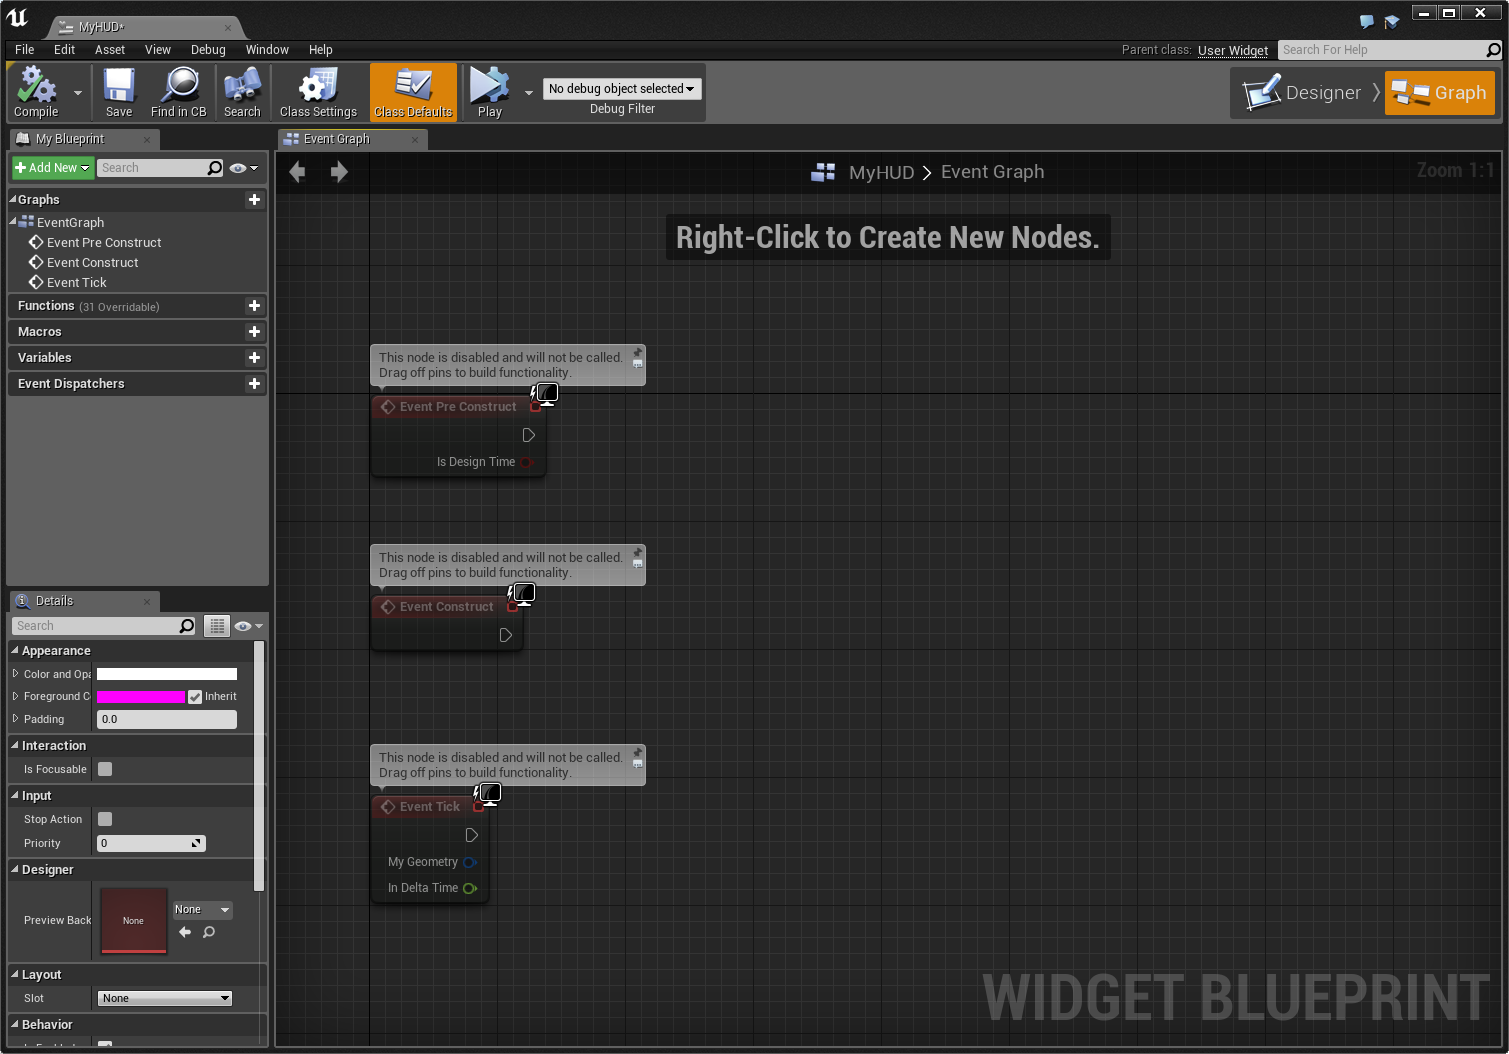 MyHUD*
File Edit Asset View Debug Window Help
Parent class: User Widget
Search For Help
Compile
Save
Find in CB
Search
Class Settings
Class Defaults
Play
No debug object selected
Debug Filter
Designer
Graph
My Blueprint
Add New
Search
Graphs
EventGraph
Event Pre Construct
Event Construct
Event Tick
Functions (31 Overridable)
Macros
Variables
Event Dispatchers
Details
Search
Appearance
Color and Opa
Foreground C
Inherit
Padding
0.0
Interaction
Is Focusable
Input
Stop Action
Priority
0
Designer
Preview Back
None
None
Layout
Slot
None
Behavior
Event Graph
MyHUD > Event Graph
Zoom 1:1
Right-Click to Create New Nodes.
This node is disabled and will not be called.
Drag off pins to build functionality.
Event Pre Construct
Is Design Time
This node is disabled and will not be called.
Drag off pins to build functionality.
Event Construct
This node is disabled and will not be called.
Drag off pins to build functionality.
Event Tick
My Geometry
In Delta Time
WIDGET BLUEPRINT